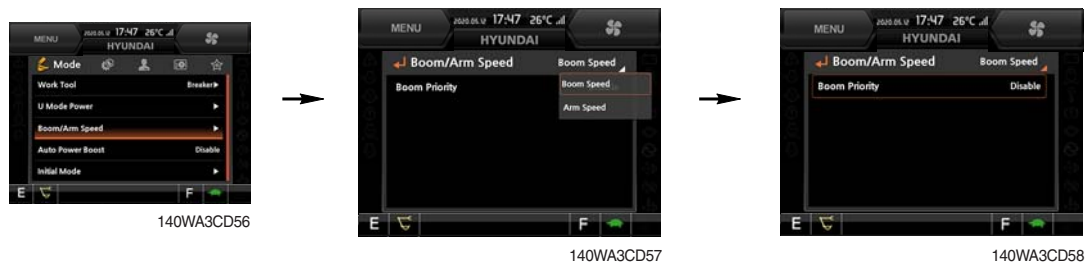 MENU
2020.05.12 17:47 26°C
HYUNDAI
Mode
Work Tool Breaker▶
U Mode Power ▶
Boom/Arm Speed ▶
Auto Power Boost Disable
Initial Mode ▶
E F
140WA3CD56
MENU
2020.05.12 17:47 26°C
HYUNDAI
Boom/Arm Speed Boom Speed
Boom Priority Boom Speed
Arm Speed
E F
140WA3CD57
MENU
2020.05.12 17:47 26°C
HYUNDAI
Boom/Arm Speed Boom Speed
Boom Priority Disable
E F
140WA3CD58